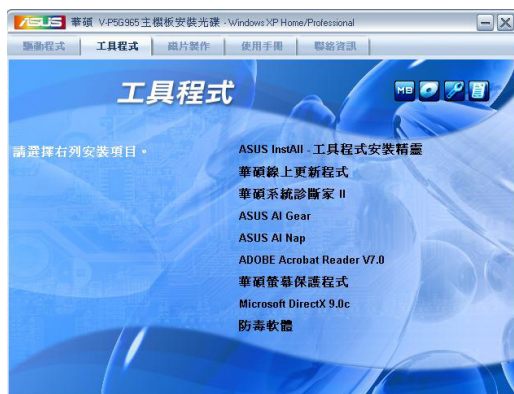 ASUS 華碩 V-P5G965主機板安裝光碟 - Windows XP Home/Professional
驅動程式 工具程式 磁片製作 使用手冊 聯絡資訊
工具程式
MB
請選擇右列安裝項目。
ASUS InstAll - 工具程式安裝精靈
華碩線上更新程式
華碩系統診斷家 II
ASUS AI Gear
ASUS AI Nap
ADOBE Acrobat Reader V7.0
華碩螢幕保護程式
Microsoft DirectX 9.0c
防毒軟體